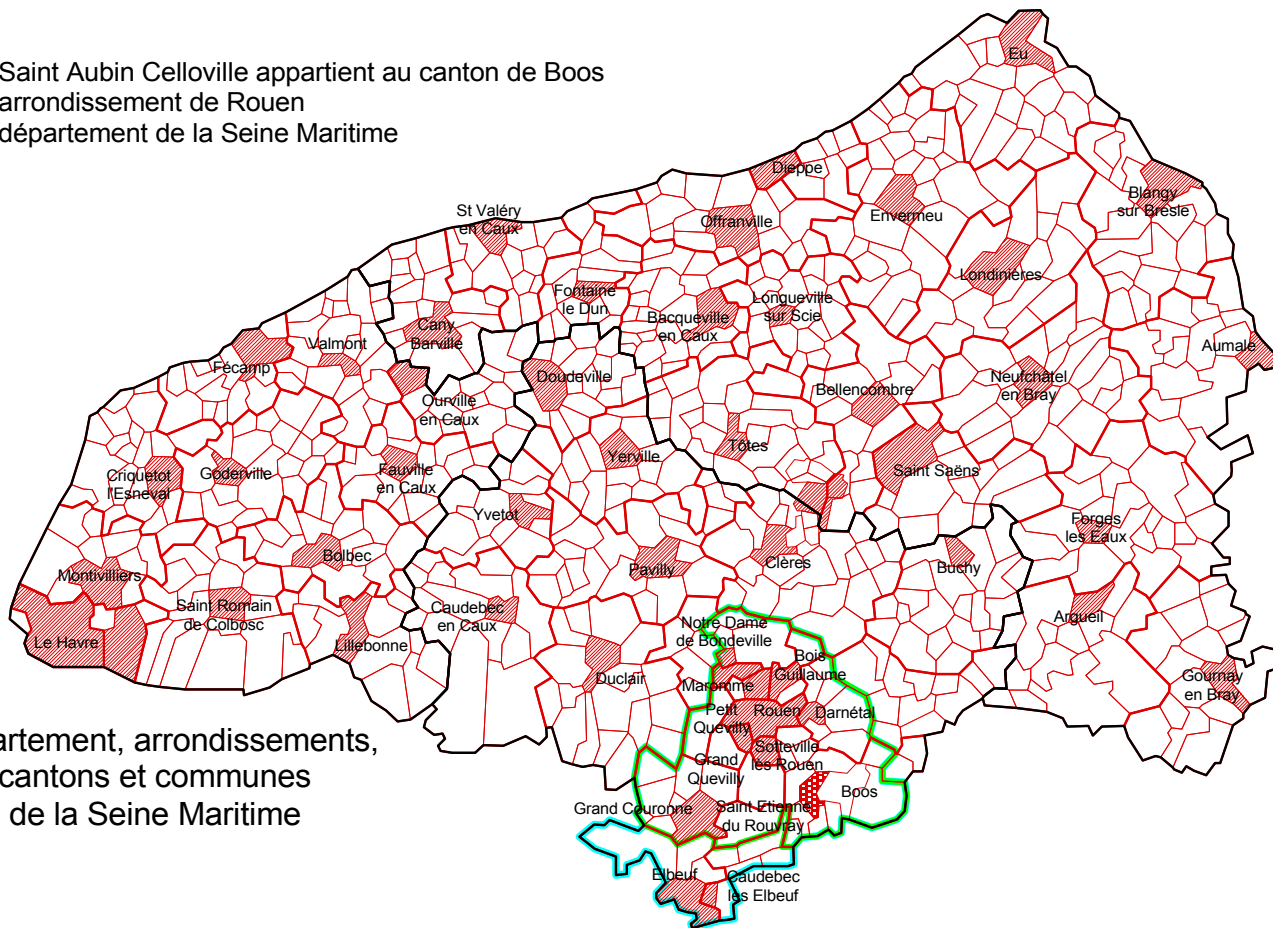 Saint Aubin Celloville appartient au canton de Boos
arrondissement de Rouen
département de la Seine Maritime
Eu
Dieppe
Blangy
sur Bresle
St Valéry
en Caux
Offranville
Envermeu
Londinières
Fontaine
le Dun
Longueville
sur Scie
Bacqueville
en Caux
Cany
Barville
Valmont
Fécamp
Aumale
Doudeville
Neufchâtel
en Bray
Bellencombre
Ourville
en Caux
Yerville
Tôtes
Criquetot
l'Esneval
Goderville
Fauville
en Caux
Saint Saëns
Yvetot
Forges
les Eaux
Bolbec
Clères
Buchy
Pavilly
Montivilliers
Saint Romain
de Colbosc
Caudebec
en Caux
Argueil
Le Havre
Lillebonne
Notre Dame
de Bondeville
Bois
Guillaume
Duclair
Maromme
Gournay
en Bray
Petit
Quevilly
Rouen
Darnétal
Sotteville
lès Rouen
Grand
Quevilly
Boos
artement, arrondissements,
cantons et communes
de la Seine Maritime
Grand Couronne
Saint Etienne
du Rouvray
Elbeuf
Caudebec
les Elbeuf